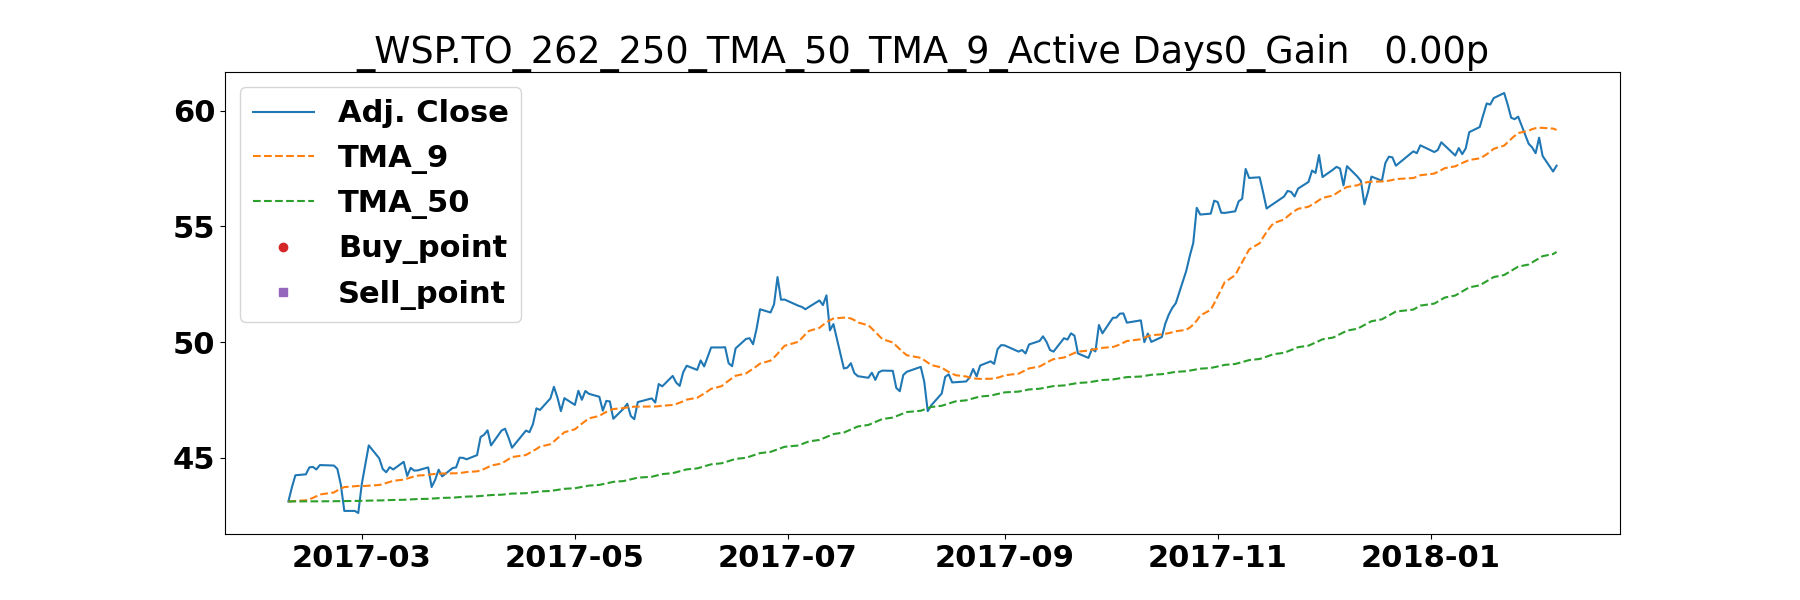 _WSP.TO_262_250_TMA_50_TMA_9_Active Days0_Gain   0.00p
Adj. Close
TMA_9
TMA_50
Buy_point
Sell_point
60
55
50
45
2017-03 2017-05 2017-07 2017-09 2017-11 2018-01